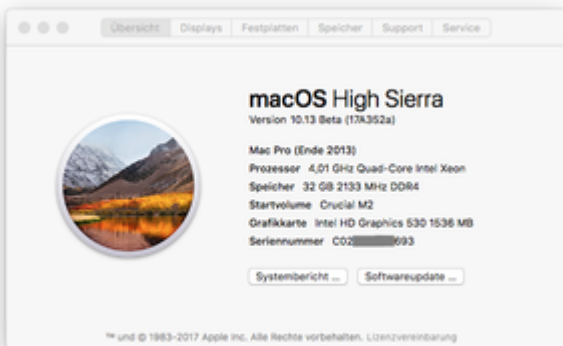 Übersicht Displays Festplatten Speicher Support Service
macOS High Sierra
Version 10.13 Beta (17A352a)
Mac Pro (Ende 2013)
Prozessor 4,01 GHz Quad-Core Intel Xeon
Speicher 32 GB 2133 MHz DDR4
Startvolume Crucial M2
Grafikkarte Intel HD Graphics 530 1536 MB
Seriennummer C02 693
Systembericht ... Softwareupdate ...
™ und © 1983-2017 Apple Inc. Alle Rechte vorbehalten. Lizenzvereinbarung